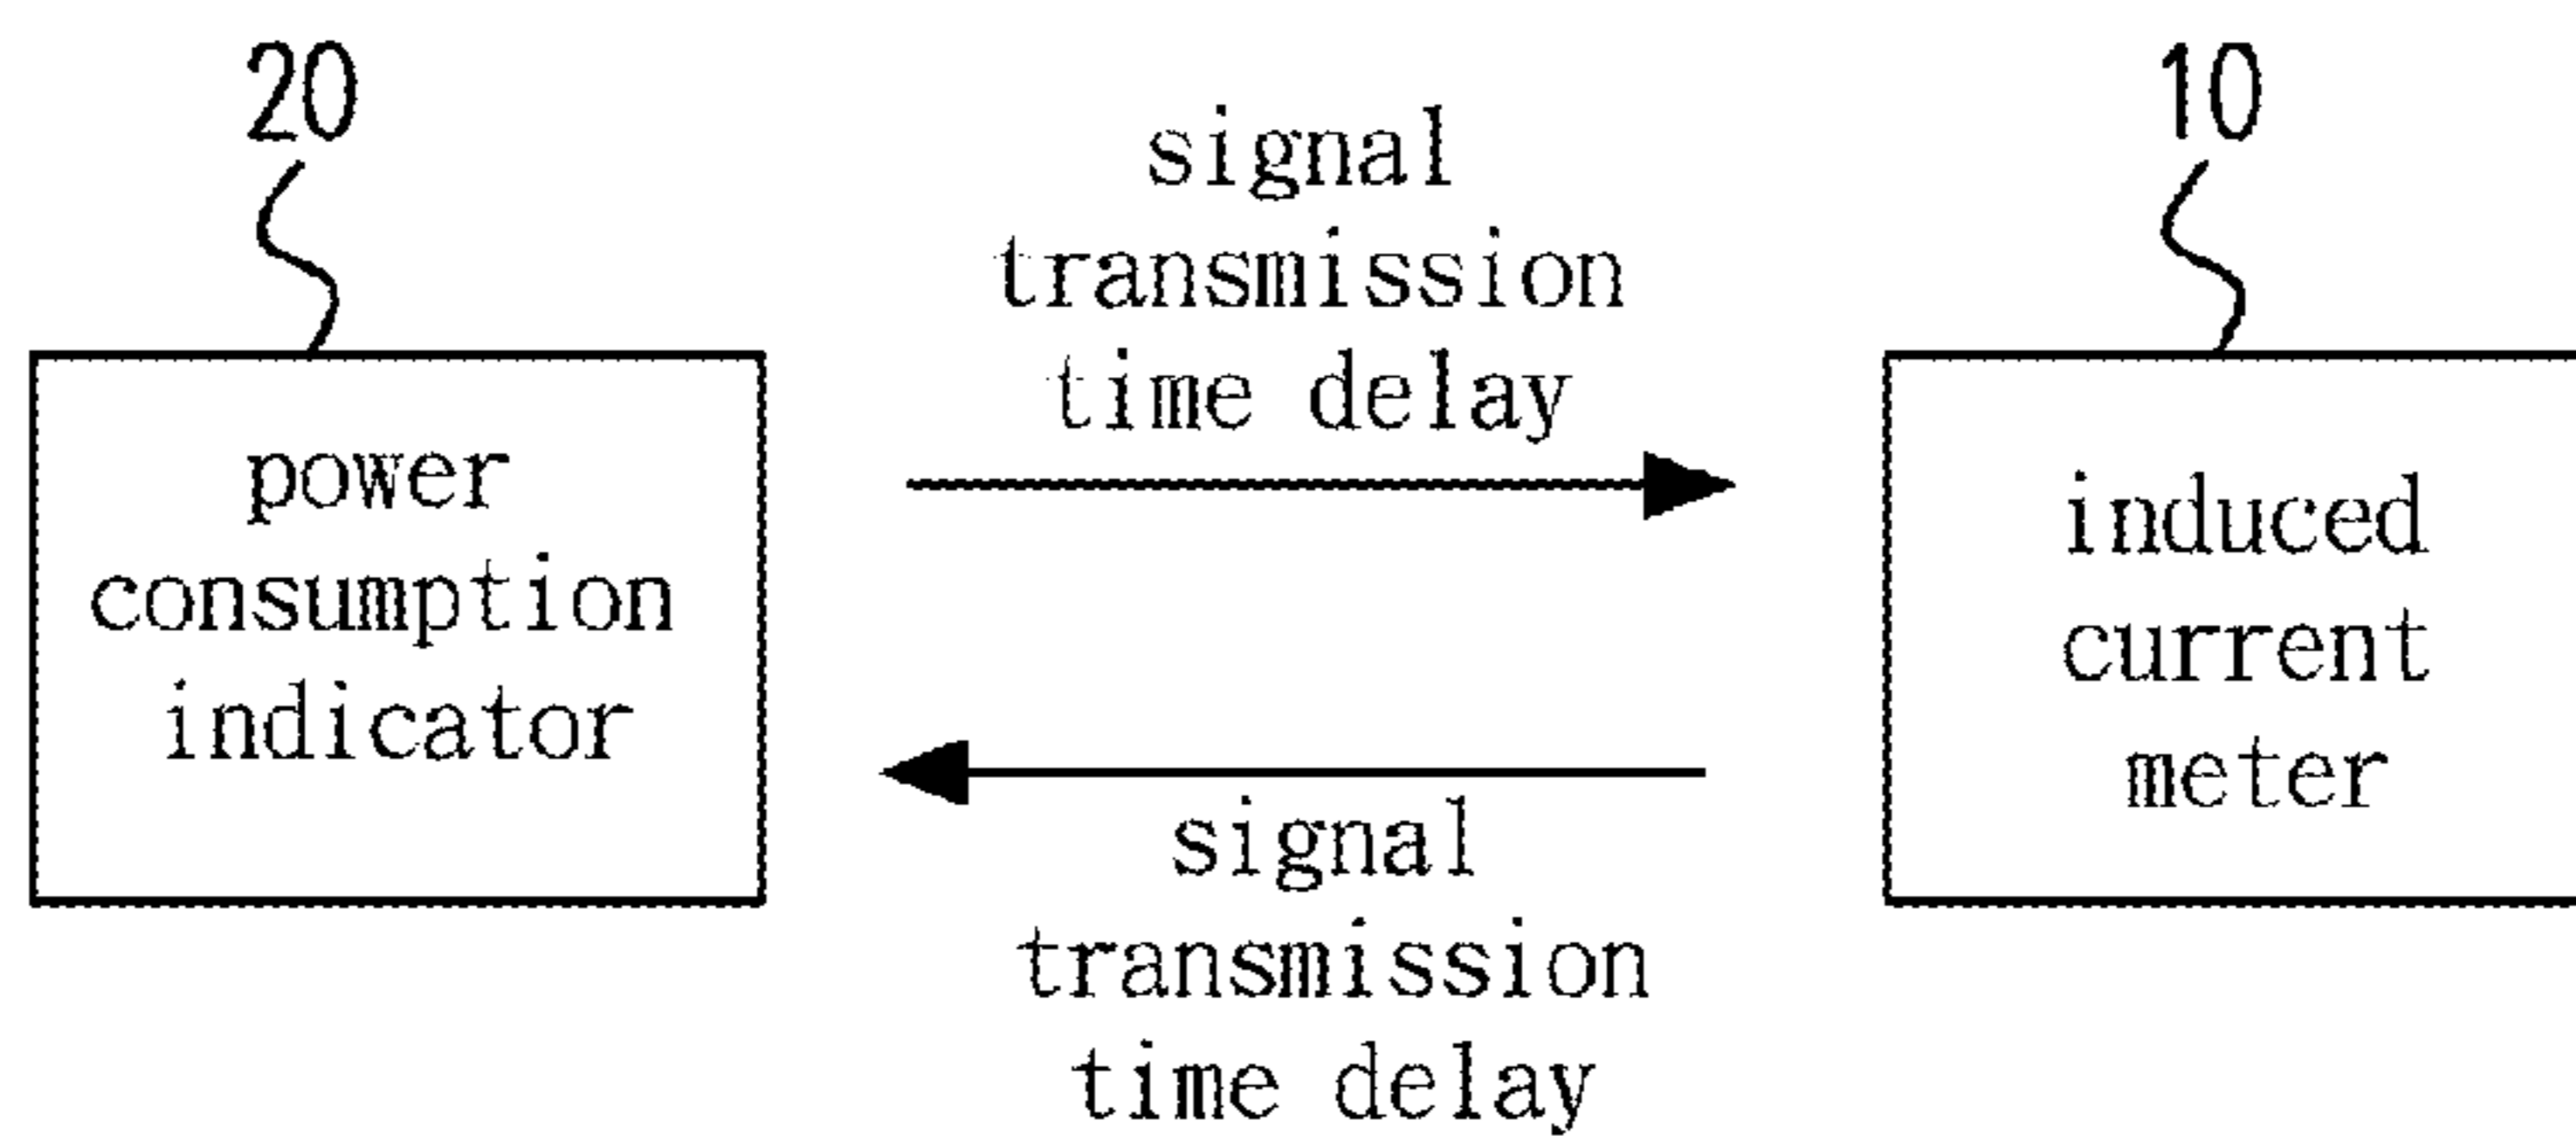 20
10
signal
transmission
time delay
power
consumption
indicator
induced
current
meter
signal
transmission
time delay